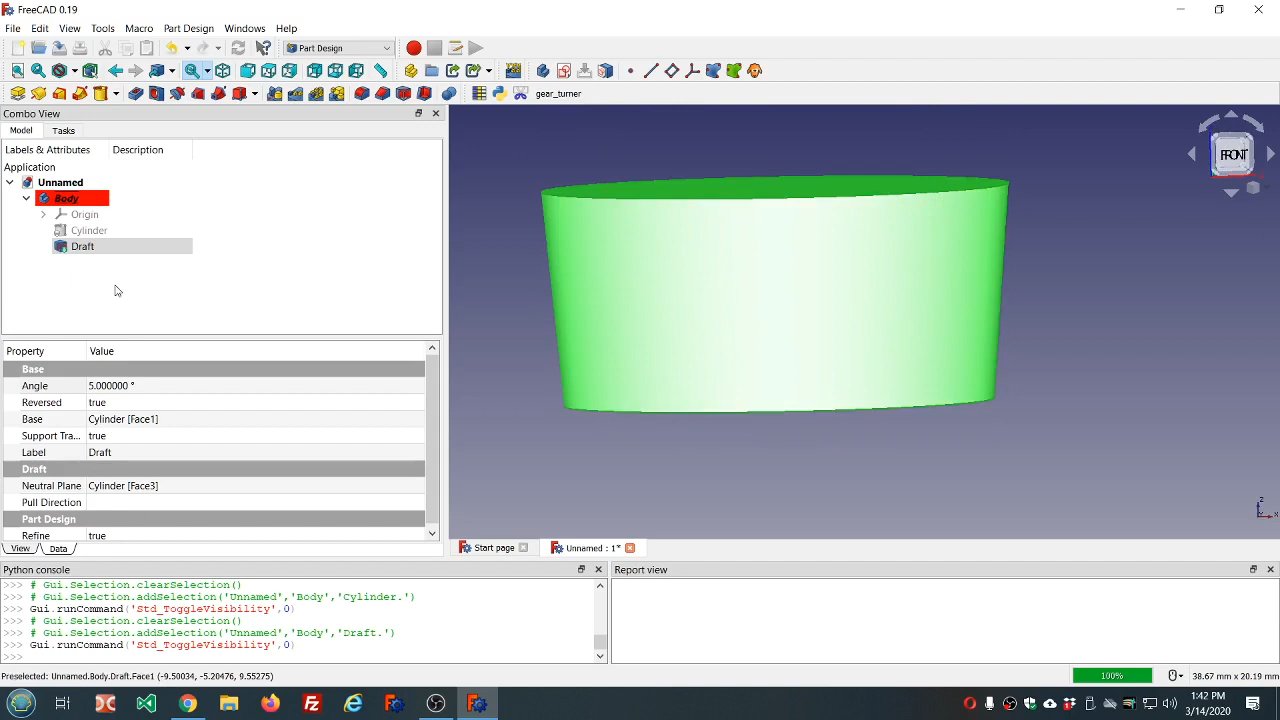 FreeCAD 0.19
File Edit View Tools Macro Part Design Windows Help
Part Design
gear_turner
Combo View
Model Tasks
Labels & Attributes Description
Application
Unnamed
Body
Origin
Cylinder
Draft
FRONT
Property Value
Base
Angle 5.000000 °
Reversed true
Base Cylinder [Face1]
Support Tra... true
Label Draft
Draft
Neutral Plane Cylinder [Face3]
Pull Direction
Part Design
Refine true
View Data
Z
X
Start page Unnamed : 1*
Python console
Report view
>>> # Gui.Selection.clearSelection()
>>> # Gui.Selection.addSelection('Unnamed','Body','Cylinder.')
>>> Gui.runCommand('Std_ToggleVisibility',0)
>>> # Gui.Selection.clearSelection()
>>> # Gui.Selection.addSelection('Unnamed','Body','Draft.')
>>> Gui.runCommand('Std_ToggleVisibility',0)
>>>
Preselected: Unnamed.Body.Draft.Face1 (-9.50034, -5.20476, 9.55275)
100%
38.67 mm x 20.19 mm
1:42 PM
3/14/2020